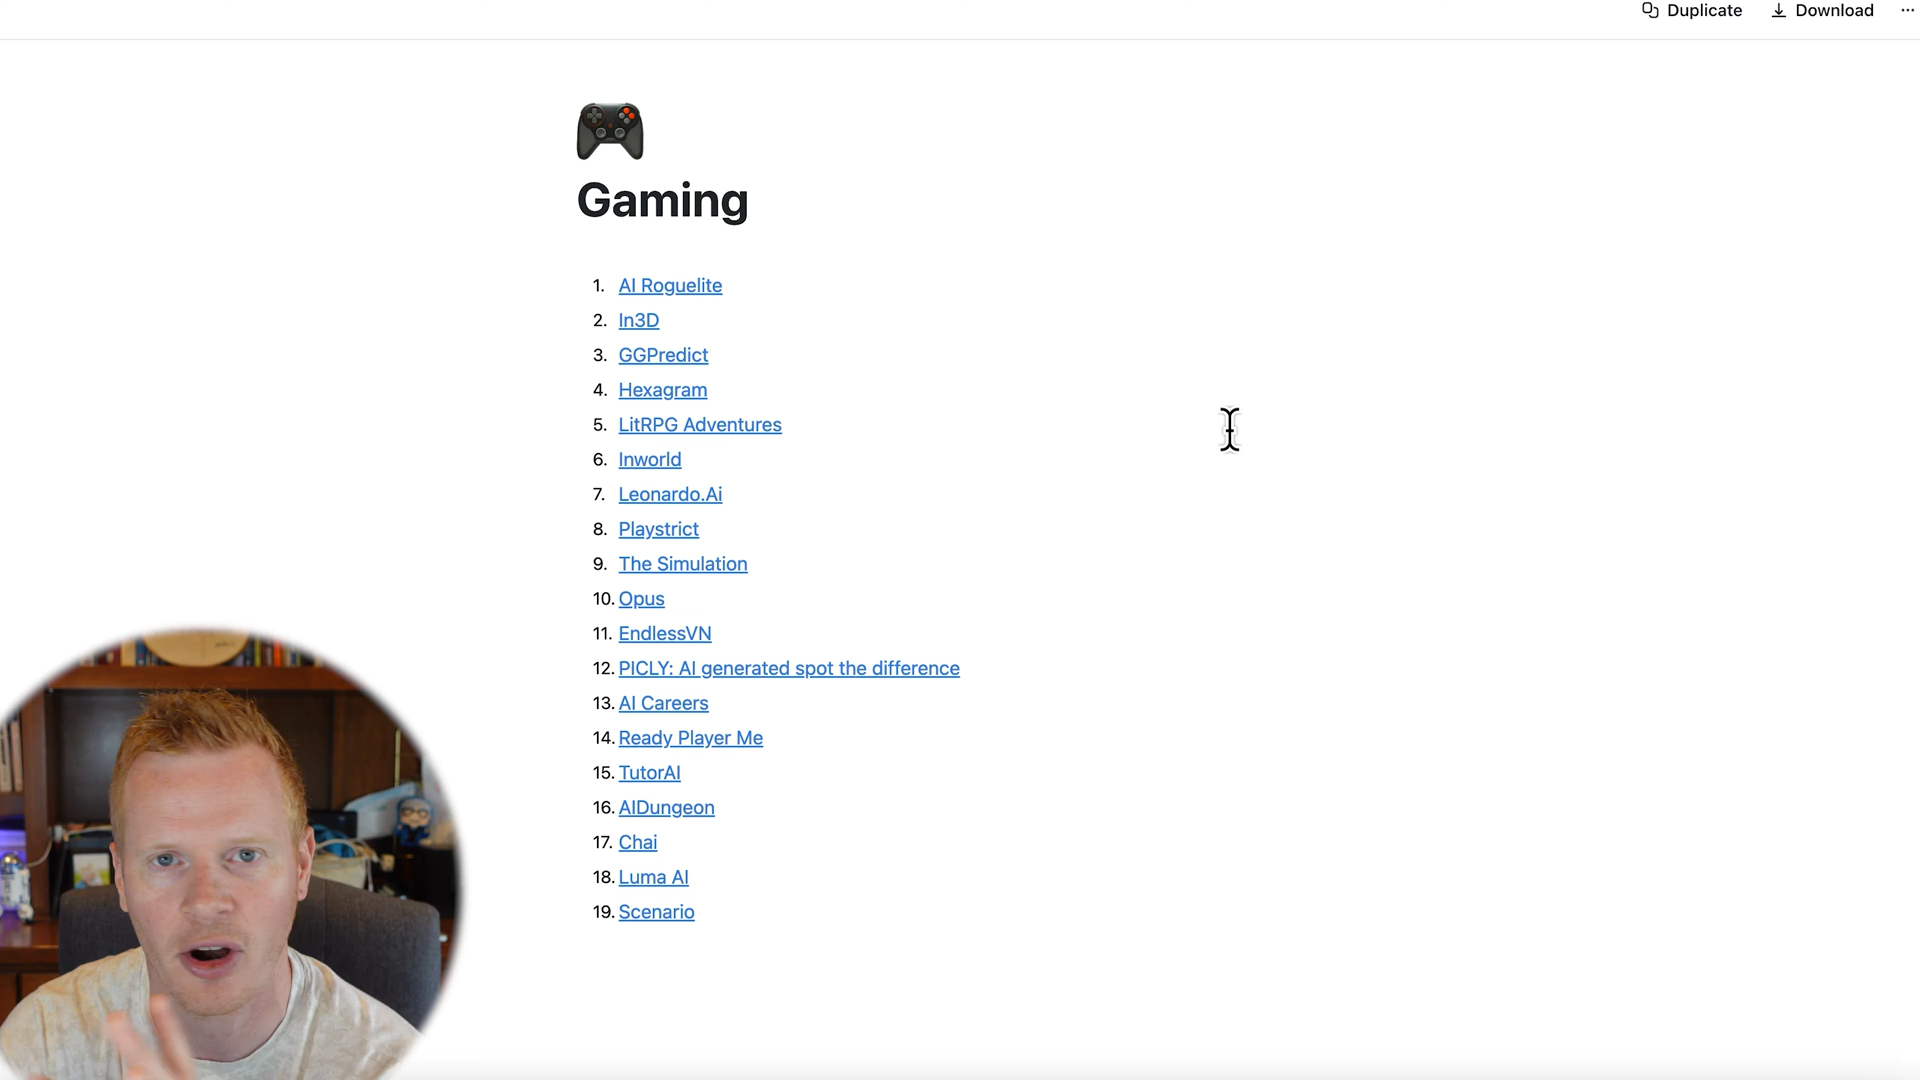 Duplicate Download
Gaming
1. AI Roguelite
2. In3D
3. GGPredict
4. Hexagram
5. LitRPG Adventures
6. Inworld
7. Leonardo.Ai
8. Playstrict
9. The Simulation
10. Opus
11. EndlessVN
12. PICLY: AI generated spot the difference
13. AI Careers
14. Ready Player Me
15. TutorAI
16. AIDungeon
17. Chai
18. Luma AI
19. Scenario